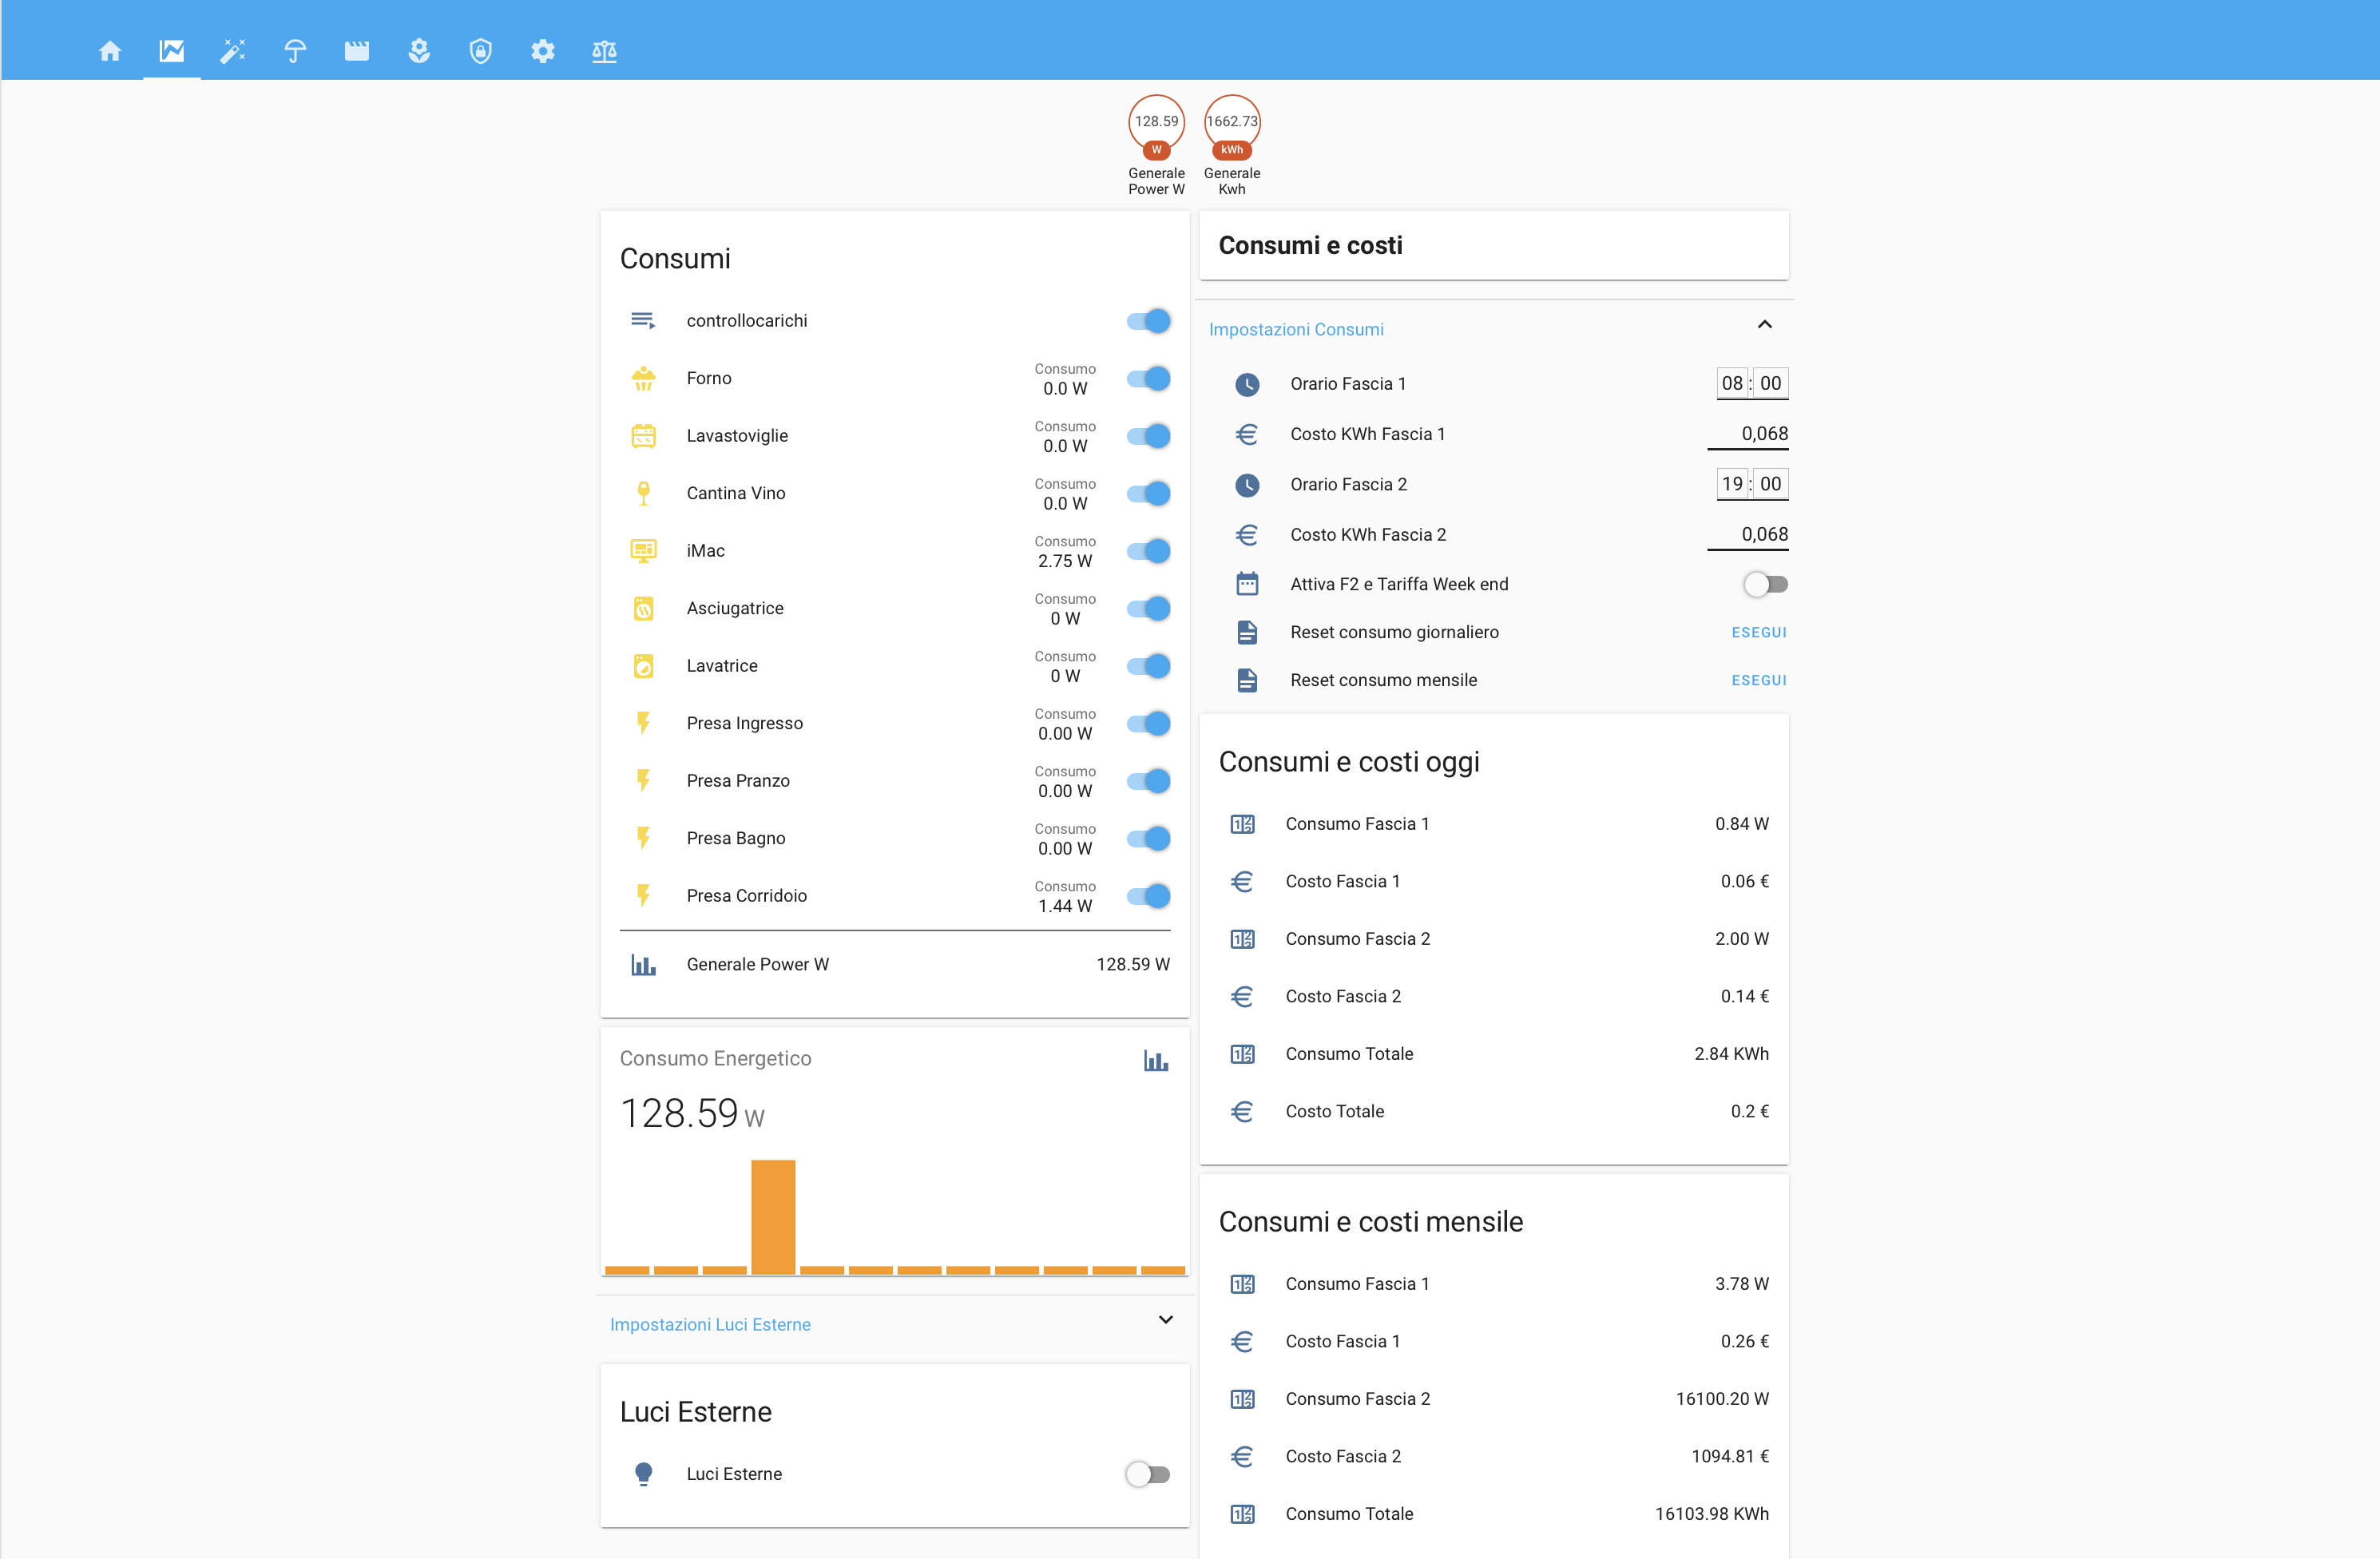 128.59
W
Generale
Power W
1662.73
kWh
Generale
Kwh
Consumi
controllocarichi
Forno
Consumo
0.0 W
Lavastoviglie
Consumo
0.0 W
Cantina Vino
Consumo
0.0 W
iMac
Consumo
2.75 W
Asciugatrice
Consumo
0 W
Lavatrice
Consumo
0 W
Presa Ingresso
Consumo
0.00 W
Presa Pranzo
Consumo
0.00 W
Presa Bagno
Consumo
0.00 W
Presa Corridoio
Consumo
1.44 W
Generale Power W 128.59 W
Consumo Energetico
128.59 W
Impostazioni Luci Esterne
Luci Esterne
Luci Esterne
Consumi e costi
Impostazioni Consumi
Orario Fascia 1 08 : 00
Costo KWh Fascia 1 0,068
Orario Fascia 2 19 : 00
Costo KWh Fascia 2 0,068
Attiva F2 e Tariffa Week end
Reset consumo giornaliero ESEGUI
Reset consumo mensile ESEGUI
Consumi e costi oggi
Consumo Fascia 1 0.84 W
Costo Fascia 1 0.06 €
Consumo Fascia 2 2.00 W
Costo Fascia 2 0.14 €
Consumo Totale 2.84 KWh
Costo Totale 0.2 €
Consumi e costi mensile
Consumo Fascia 1 3.78 W
Costo Fascia 1 0.26 €
Consumo Fascia 2 16100.20 W
Costo Fascia 2 1094.81 €
Consumo Totale 16103.98 KWh